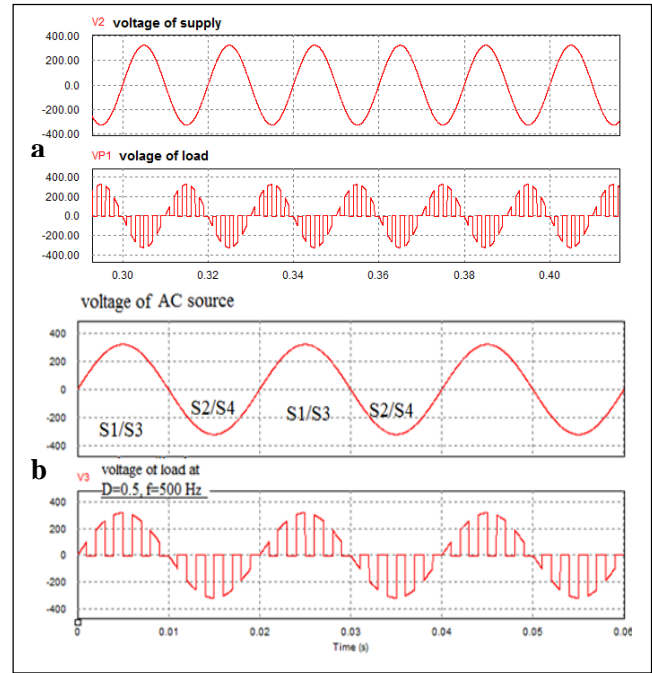 V2 voltage of supply
400.00
200.00
0.0
-200.00
-400.00
a
VP1 volage of load
400.00
200.00
0.0
-200.00
-400.00
0.30 0.32 0.34 0.36 0.38 0.40
voltage of AC source
400
200
0
-200
-400
S1/S3 S2/S4 S1/S3 S2/S4
b
V3 voltage of load at
D=0.5, f=500 Hz
400
200
0
-200
-400
0 0.01 0.02 0.03 0.04 0.05 0.06
Time (s)